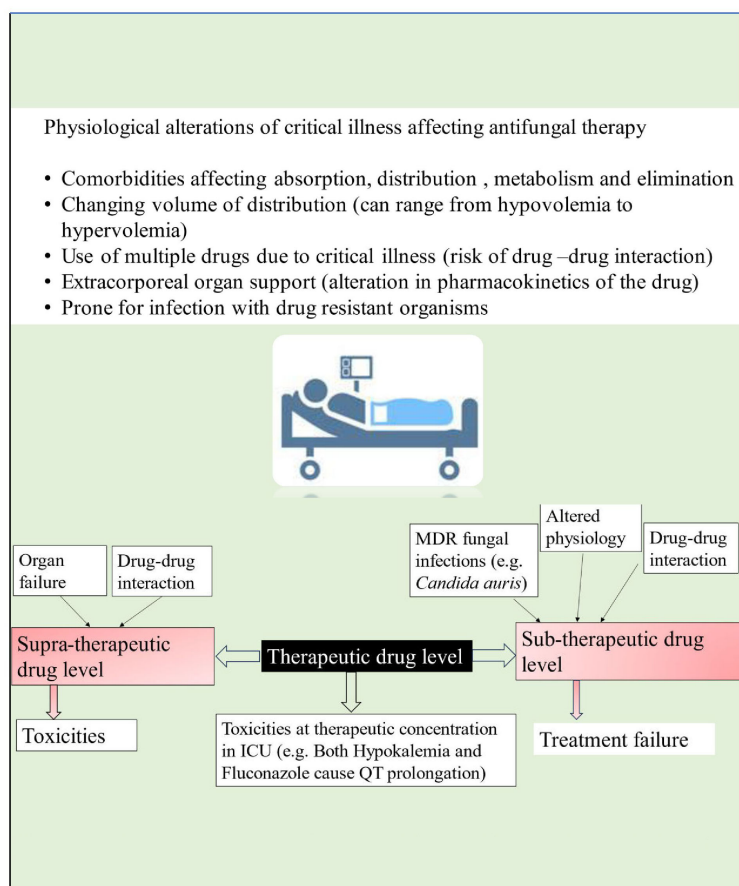 Physiological alterations of critical illness affecting antifungal therapy
• Comorbidities affecting absorption, distribution , metabolism and elimination
• Changing volume of distribution (can range from hypovolemia to
hypervolemia)
• Use of multiple drugs due to critical illness (risk of drug –drug interaction)
• Extracorporeal organ support (alteration in pharmacokinetics of the drug)
• Prone for infection with drug resistant organisms
Organ
failure
Drug-drug
interaction
MDR fungal
infections (e.g.
Candida auris)
Altered
physiology
Drug-drug
interaction
Supra-therapeutic
drug level
Therapeutic drug level
Sub-therapeutic drug
level
Toxicities
Toxicities at therapeutic concentration
in ICU (e.g. Both Hypokalemia and
Fluconazole cause QT prolongation)
Treatment failure